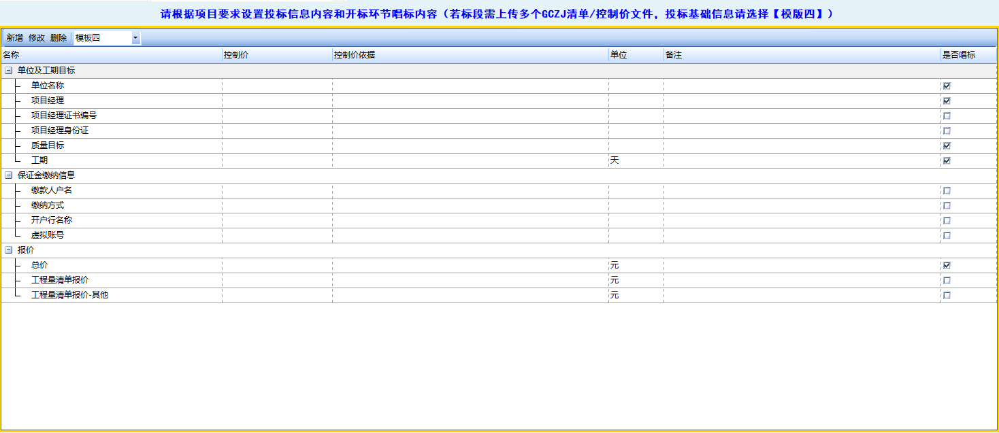 请根据项目要求设置投标信息内容和开标环节唱标内容（若标段需上传多个GCZJ清单/控制价文件，投标基础信息请选择【模版四】）
新增 修改 删除 模板四
名称 控制价 控制价依据 单位 备注 是否唱标
单位及工期目标
单位名称
项目经理
项目经理证书编号
项目经理身份证
质量目标
工期 天
保证金缴纳信息
缴款人户名
缴纳方式
开户行名称
虚拟账号
报价
总价 元
工程量清单报价 元
工程量清单报价-其他 元